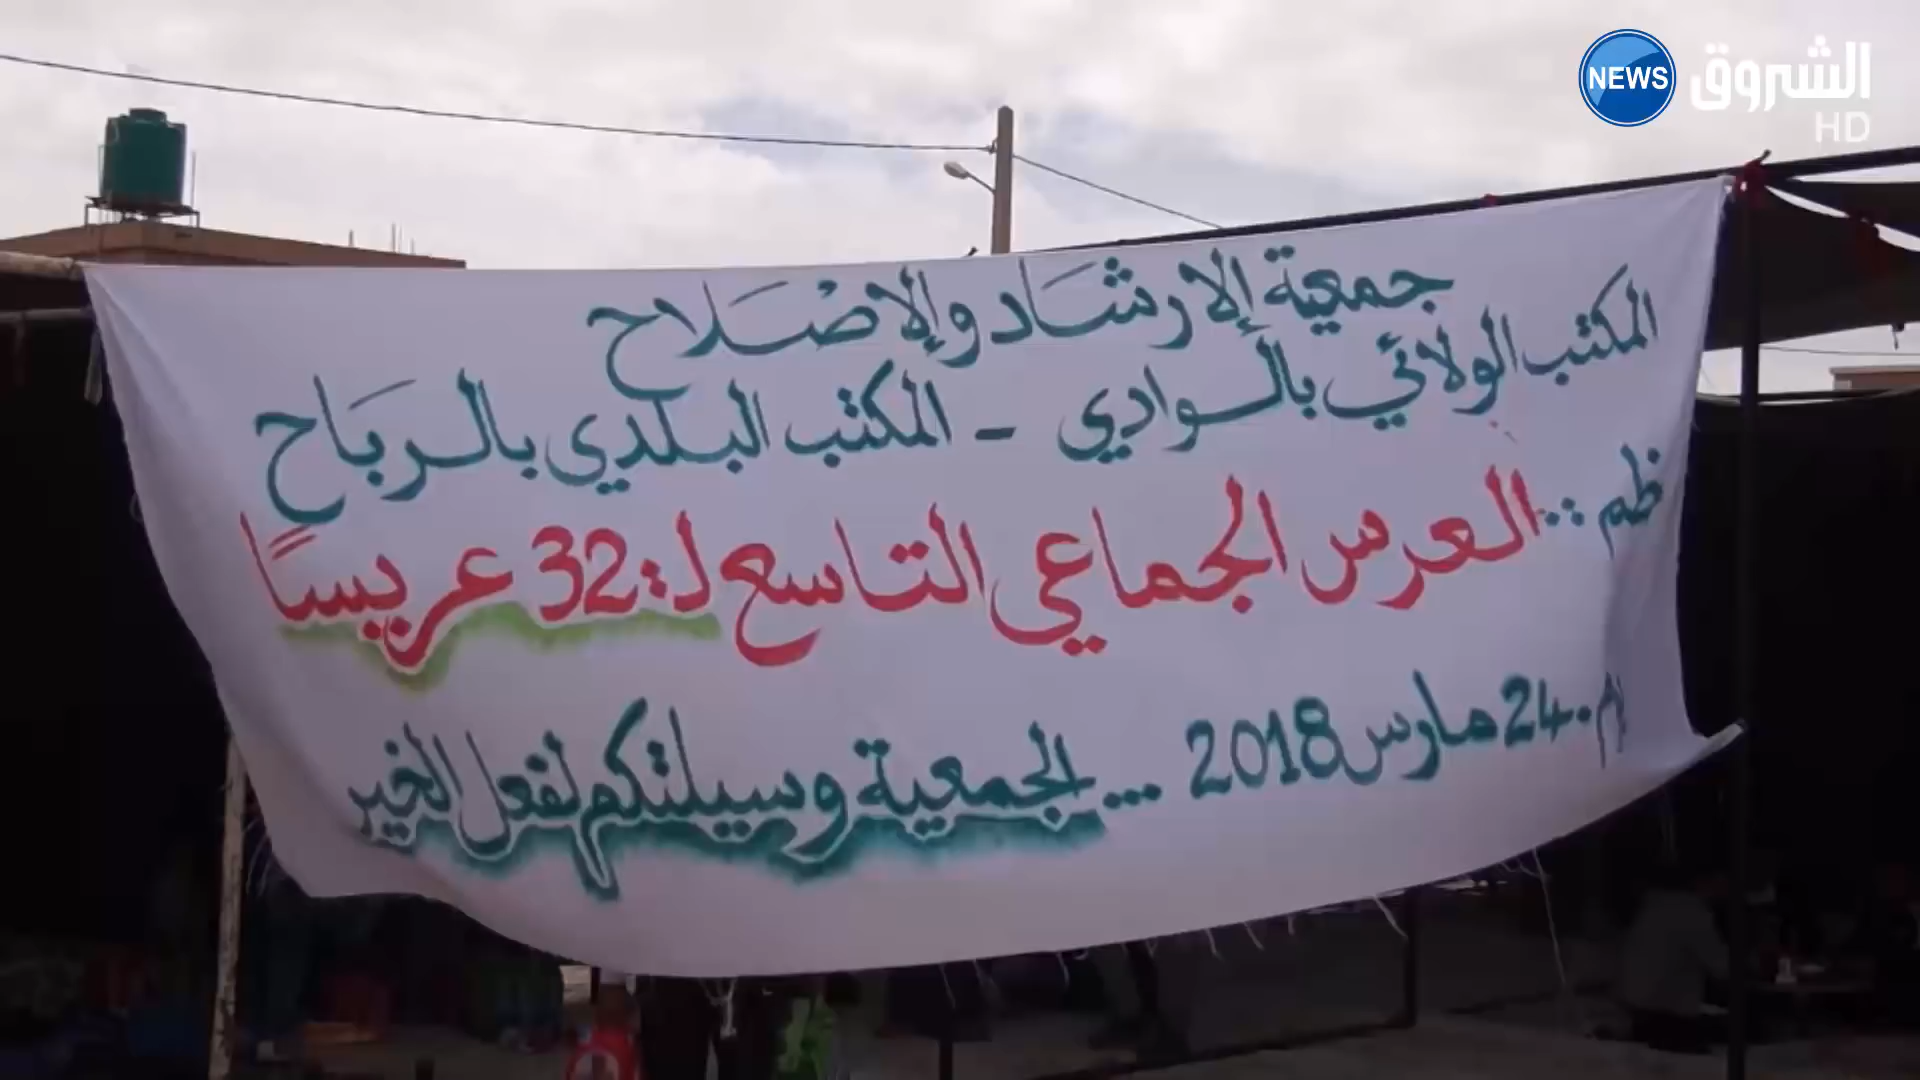 NEWS الشروق
HD
جمعية الإرشاد والإصلاح
المكتب الولائي بالوادي - المكتب البلدي بالرباح
ظم :.. العرس الجماعي التاسع لـ: 32 عريسًا
24 مارس 2018 ... الجمعية وسيلتكم لفعل الخير